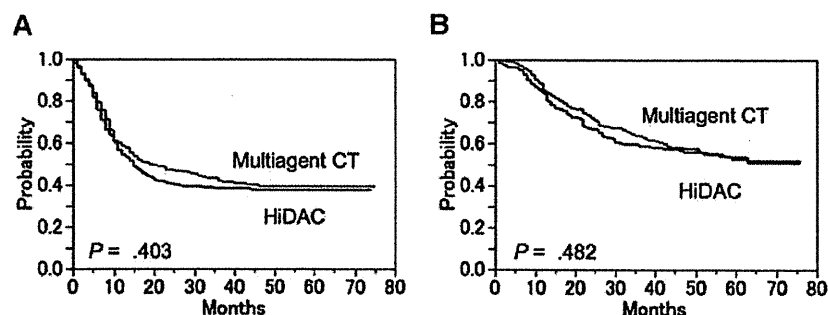 A
Probability
1.0
0.8
0.6
0.4
0.2
0.0
Multiagent CT
HiDAC
P = .403
0 10 20 30 40 50 60 70 80
Months
B
Probability
1.0
0.8
0.6
0.4
0.2
0.0
Multiagent CT
HiDAC
P = .482
0 10 20 30 40 50 60 70 80
Months